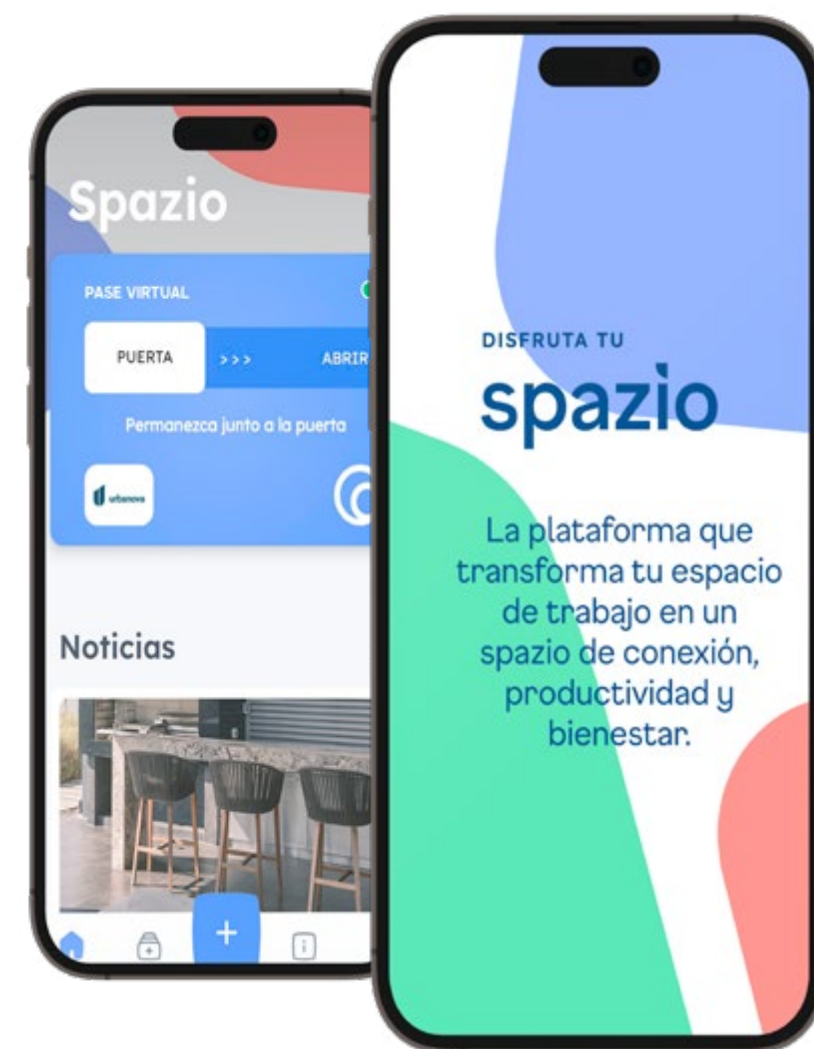 Spazio
PASE VIRTUAL
PUERTA
>>>
ABRIR
Permanezca junto a la puerta
urbanova
Noticias
DISFRUTA TU
spazio
La plataforma que
transforma tu espacio
de trabajo en un
spazio de conexión,
productividad y
bienestar.